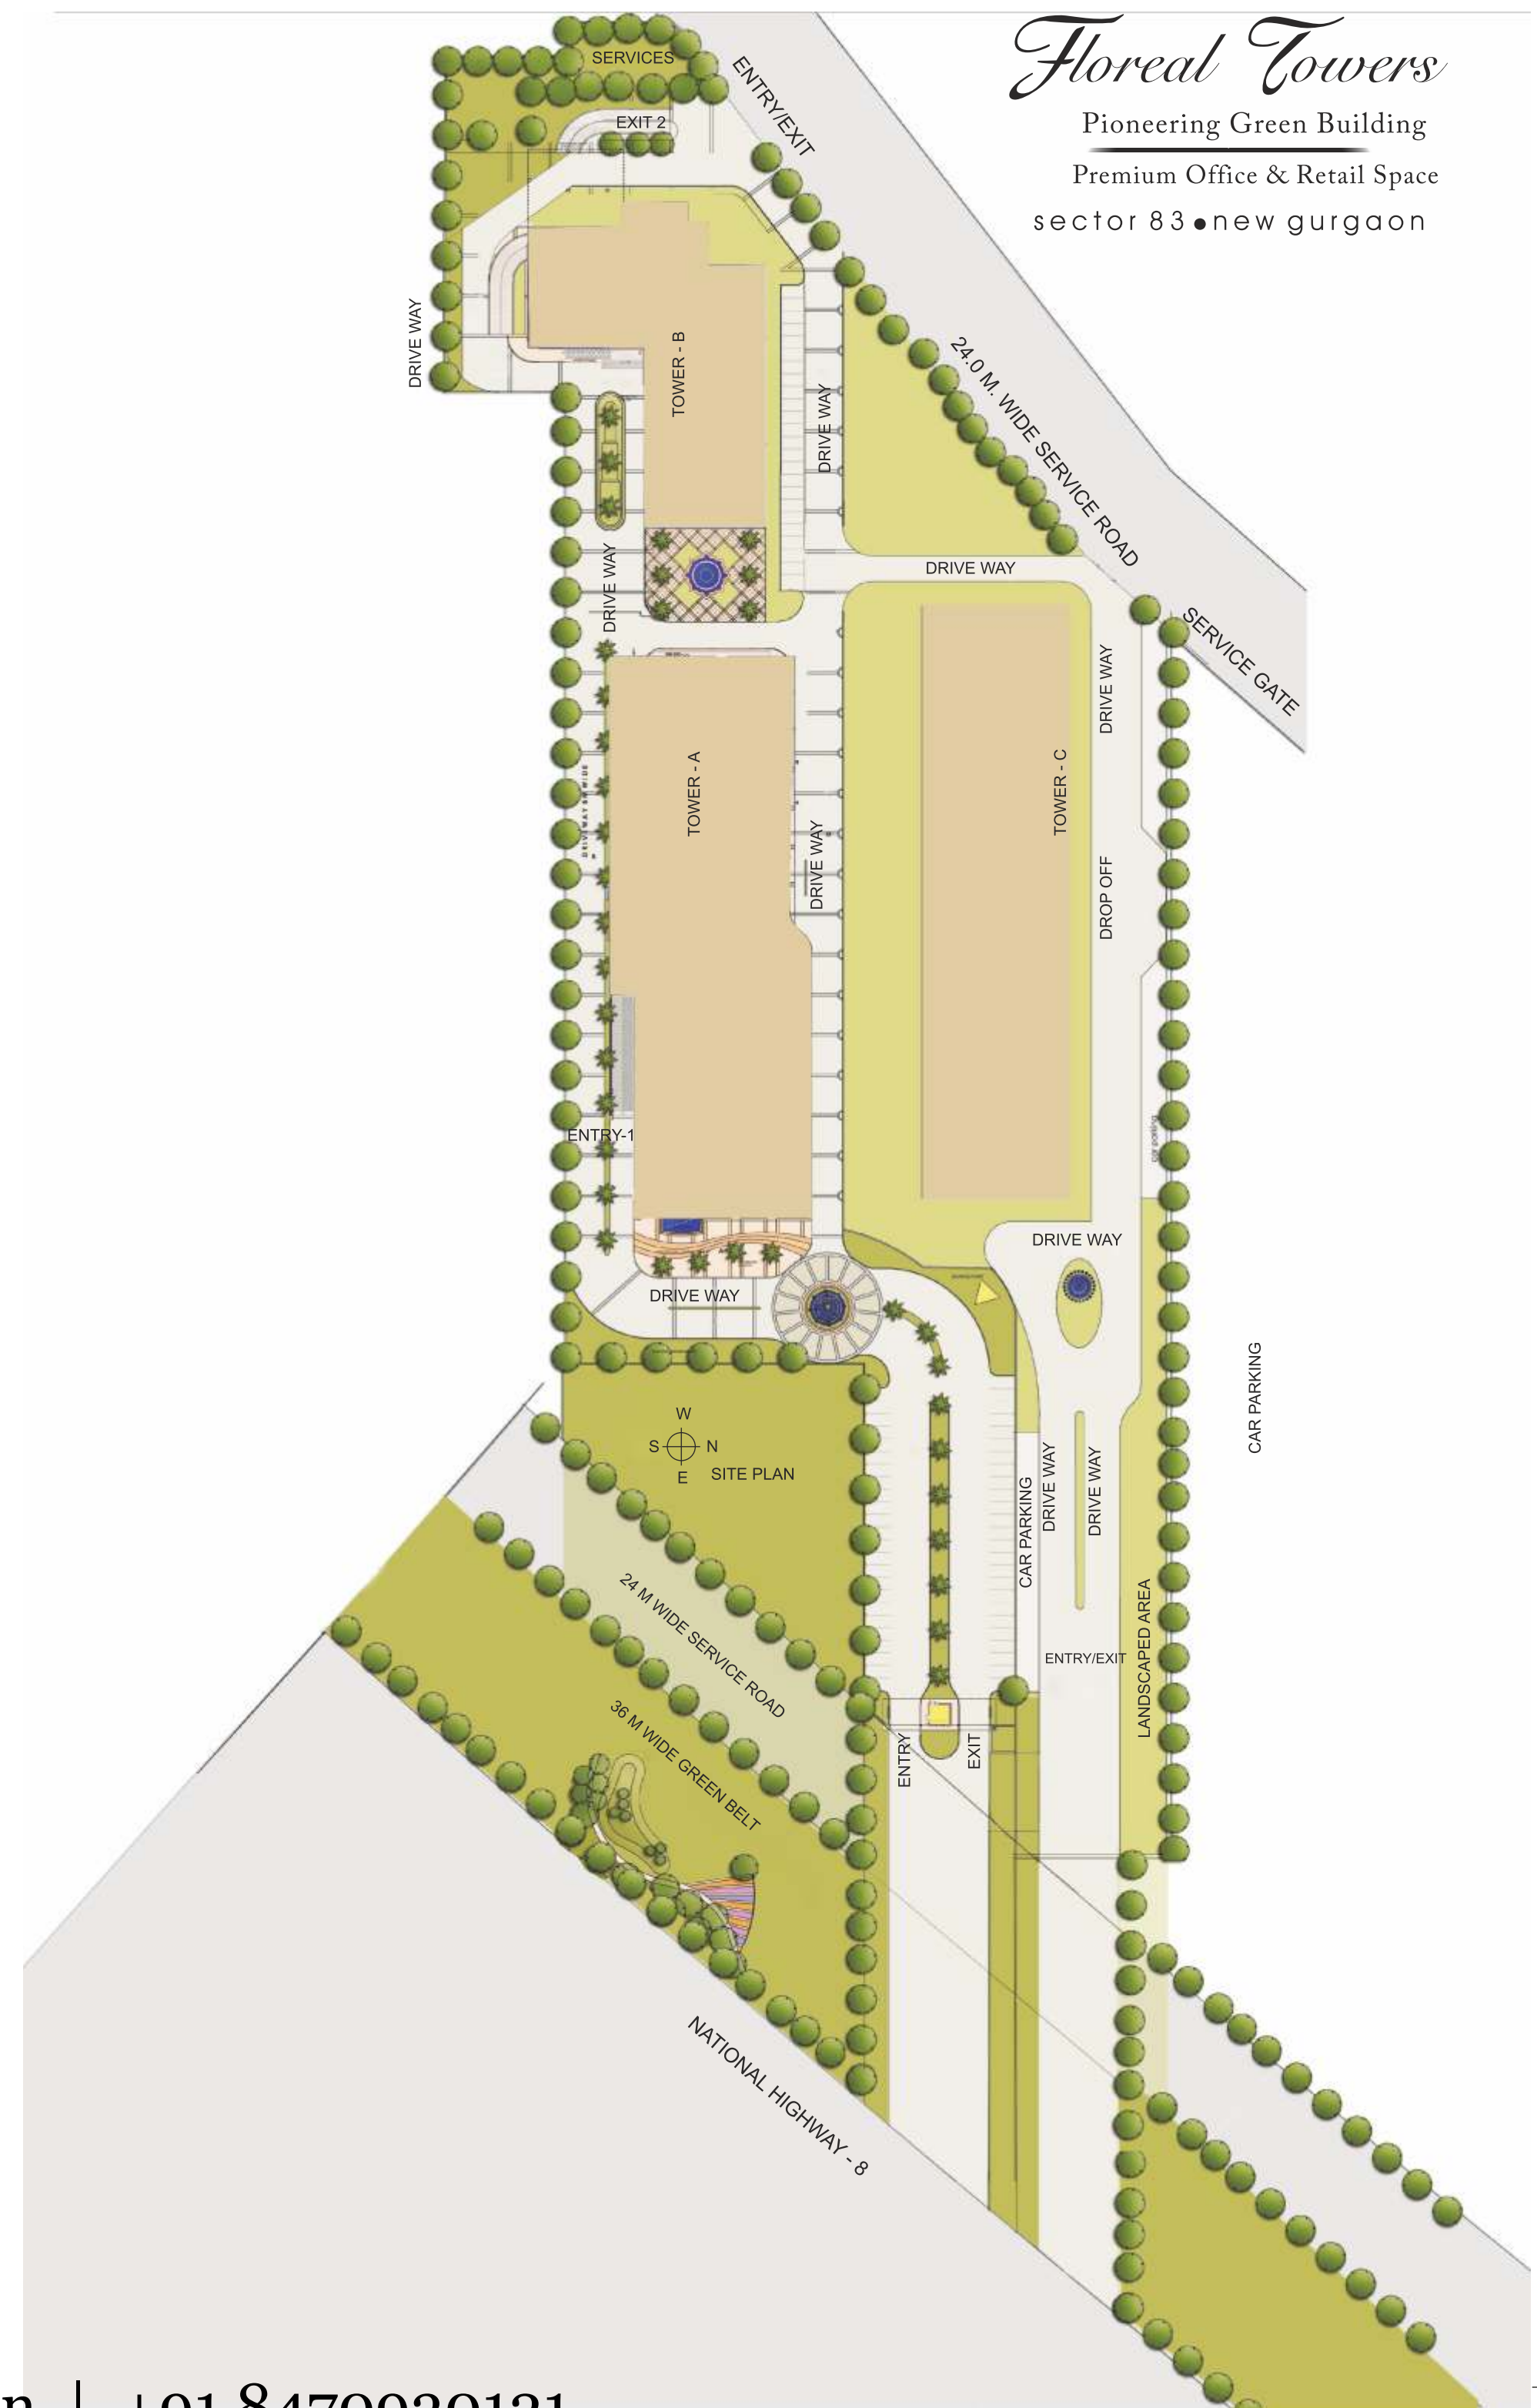 Floreal Towers
Pioneering Green Building
Premium Office & Retail Space
sector 83 • new gurgaon
SERVICES
ENTRY/EXIT
EXIT 2
DRIVE WAY
TOWER - B
DRIVE WAY
24.0 M. WIDE SERVICE ROAD
DRIVE WAY
DRIVE WAY
SERVICE GATE
DRIVE WAY
TOWER - A
TOWER - C
DRIVE WAY
DROP OFF
ENTRY-1
car parking
DRIVE WAY
DRIVE WAY
CAR PARKING
W
S N
E
SITE PLAN
DRIVE WAY
DRIVE WAY
CAR PARKING
24 M WIDE SERVICE ROAD
LANDSCAPED AREA
ENTRY/EXIT
36 M WIDE GREEN BELT
ENTRY
EXIT
NATIONAL HIGHWAY - 8